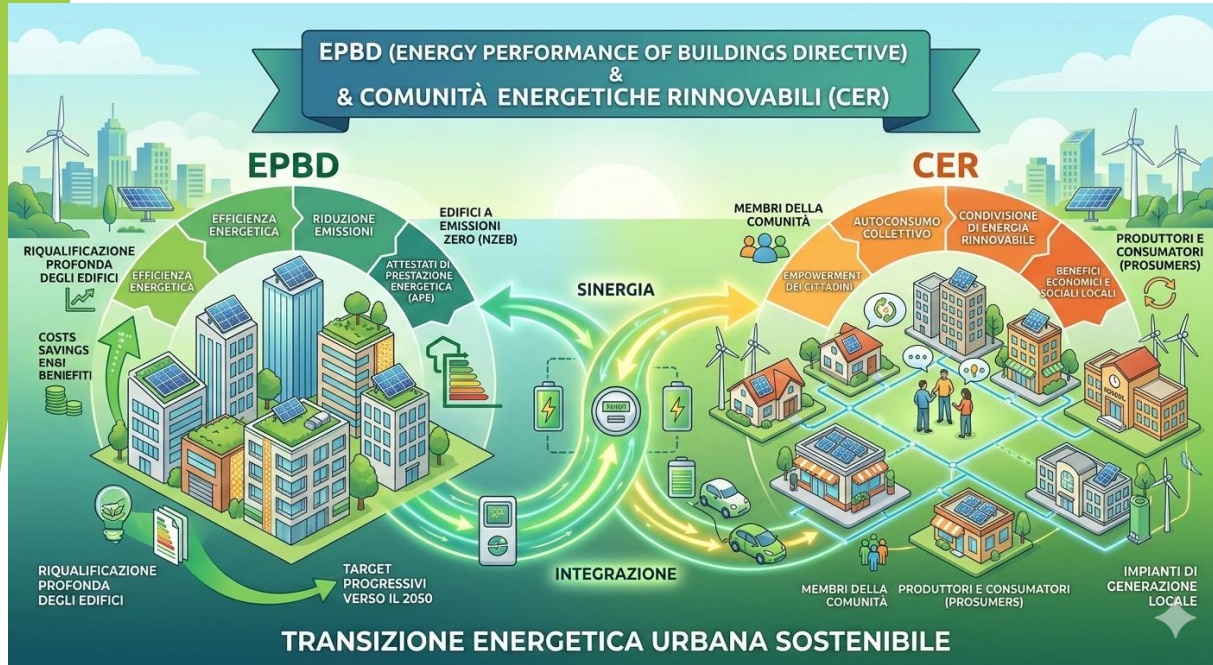 EPBD (ENERGY PERFORMANCE OF BUILDINGS DIRECTIVE)
&
& COMUNITÀ ENERGETICHE RINNOVABILI (CER)
EPBD
EFFICIENZA
ENERGETICA
RIDUZIONE
EMISSIONI
EDIFICI A
EMISSIONI
ZERO (NZEB)
RIQUALIFICAZIONE
PROFONDA
DEGLI EDIFICI
EFFICIENZA
ENERGETICA
ATTESTATI DI
PRESTAZIONE
ENERGETICA
(APE)
COSTS
SAVINGS
EN&I
BENIEFITI
RIQUALIFICAZIONE
PROFONDA
DEGLI EDIFICI
TARGET
PROGRESSIVI
VERSO IL 2050
SINERGIA
INTEGRAZIONE
CER
MEMBRI DELLA
COMUNITÀ
AUTOCONSUMO
COLLETTIVO
CONDIVISIONE
DI ENERGIA
RINNOVABILE
PRODUTTORI E
CONSUMATORI
(PROSUMERS)
EMPOWERMENT
DEI CITTADINI
BENEFICI
ECONOMICI E
SOCIALI LOCALI
MEMBRI DELLA
COMUNITÀ
PRODUTTORI E CONSUMATORI
(PROSUMERS)
IMPIANTI DI
GENERAZIONE
LOCALE
TRANSIZIONE ENERGETICA URBANA SOSTENIBILE